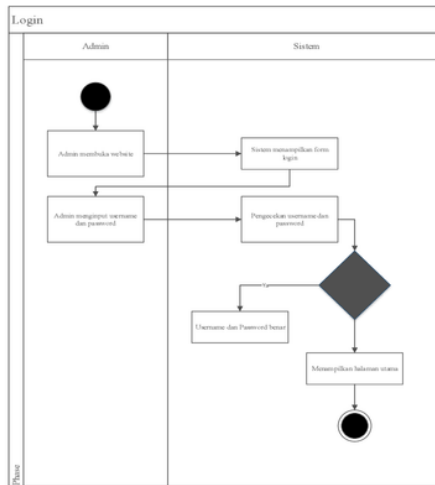 Login
Admin
Sistem
Admin membuka website
Sistem menampilkan form
login
Admin menginput username
dan password
Pengecekan username dan
password
Username dan Password benar
Menampilkan halaman utama
Phase